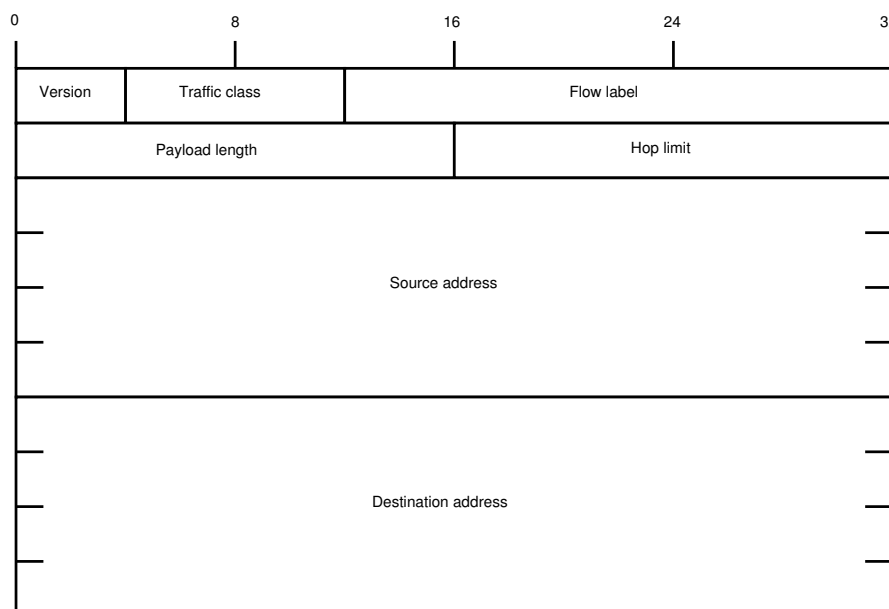 0 8 16 24 3
Version Traffic class Flow label
Payload length Hop limit
Source address
Destination address